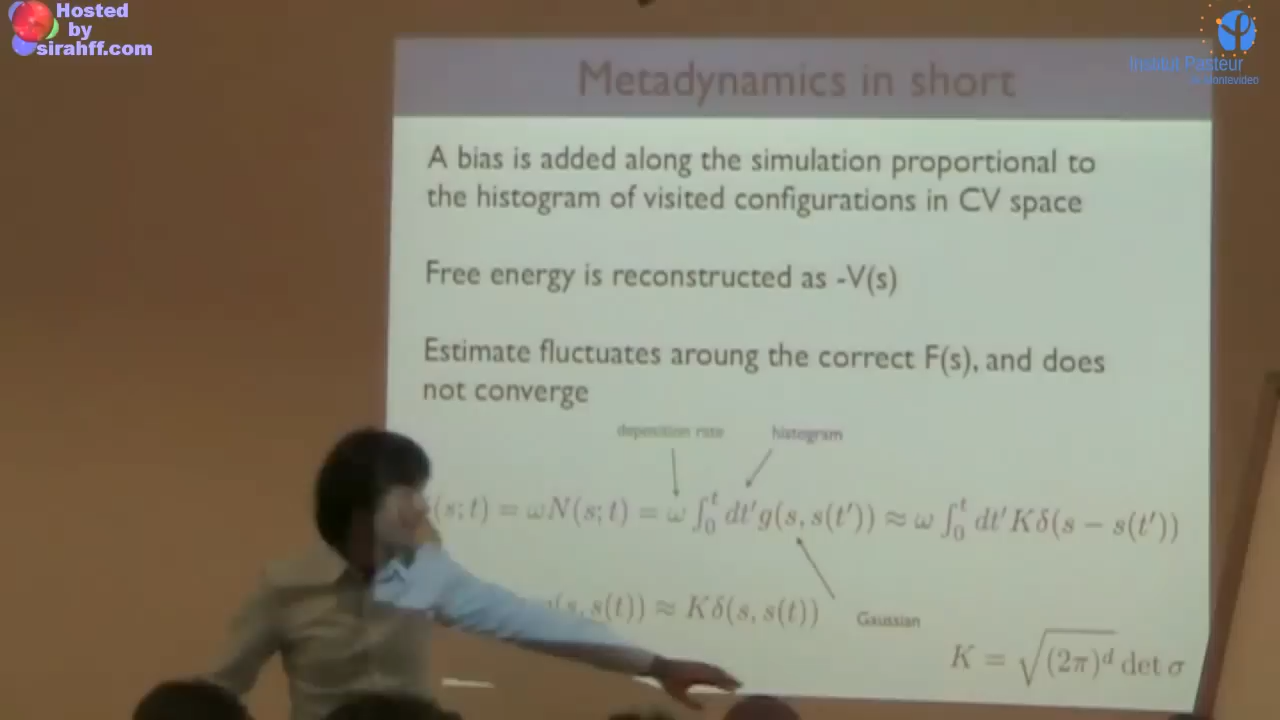 Hosted
by
sirahff.com
Institut Pasteur
de Montevideo
Metadynamics in short
A bias is added along the simulation proportional to
the histogram of visited configurations in CV space
Free energy is reconstructed as -V(s)
Estimate fluctuates aroung the correct F(s), and does
not converge
deposition rate
histogram
(s; t) = ωN(s; t) = ω ∫₀ᵗ dt′g(s, s(t′)) ≈ ω ∫₀ᵗ dt′Kδ(s − s(t′))
(s, s(t)) ≈ Kδ(s, s(t))
Gaussian
K = √(2π)ᵈ det σ